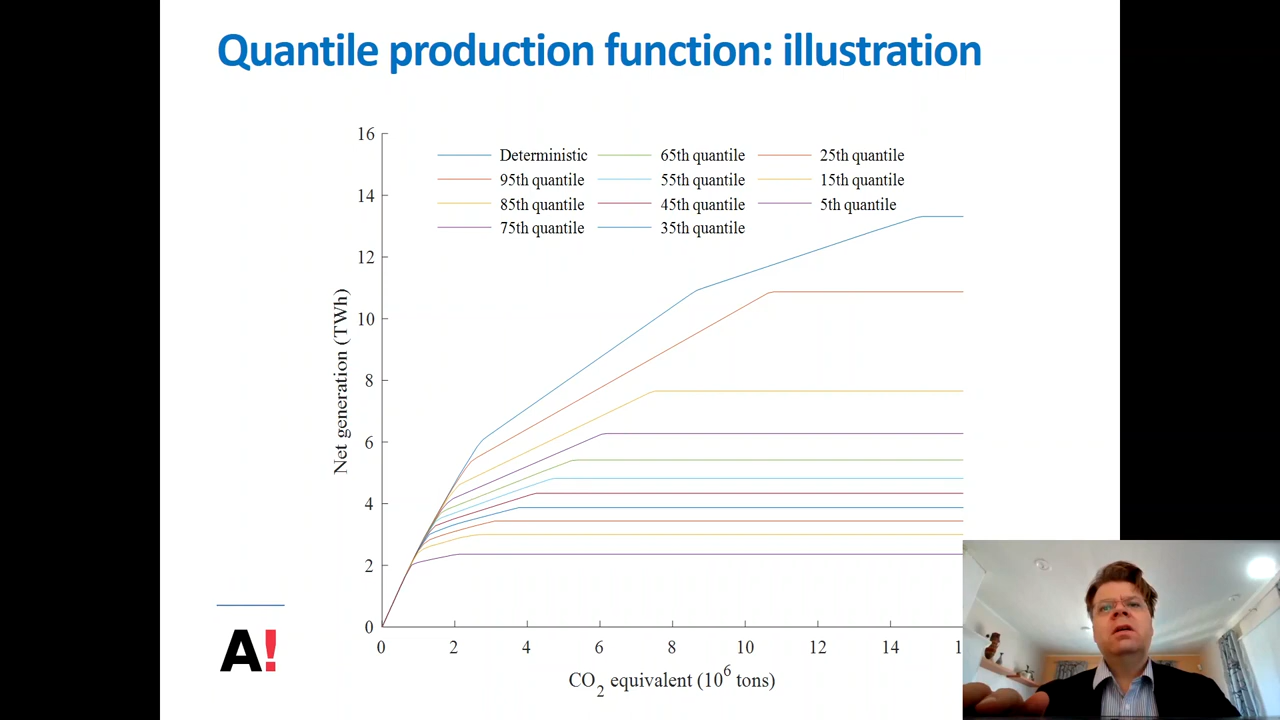 Quantile production function: illustration
16
14
12
10
8
6
4
2
0
Net generation (TWh)
Deterministic 65th quantile 25th quantile
95th quantile 55th quantile 15th quantile
85th quantile 45th quantile 5th quantile
75th quantile 35th quantile
0 2 4 6 8 10 12 14 1
CO2 equivalent (10^6 tons)
A!